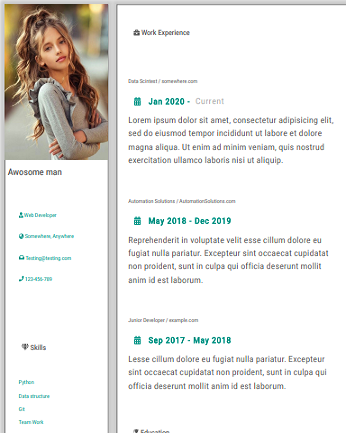 Awosome man
Web Developer
Somewhere, Anywhere
Testing@testing.com
123-456-789
Skills
Python
Data structure
Git
Team Work
Work Experience
Data Scintest / somewhere.com
Jan 2020 - Current
Lorem ipsum dolor sit amet, consectetur adipisicing elit,
sed do eiusmod tempor incididunt ut labore et dolore
magna aliqua. Ut enim ad minim veniam, quis nostrud
exercitation ullamco laboris nisi ut aliquip.
Automation Solutions / AutomationSolutions.com
May 2018 - Dec 2019
Reprehenderit in voluptate velit esse cillum dolore eu
fugiat nulla pariatur. Excepteur sint occaecat cupidatat
non proident, sunt in culpa qui officia deserunt mollit
anim id est laborum.
Junior Developer / example.com
Sep 2017 - May 2018
Lesse cillum dolore eu fugiat nulla pariatur. Excepteur
sint occaecat cupidatat non proident, sunt in culpa qui
officia deserunt mollit anim id est laborum.
Education